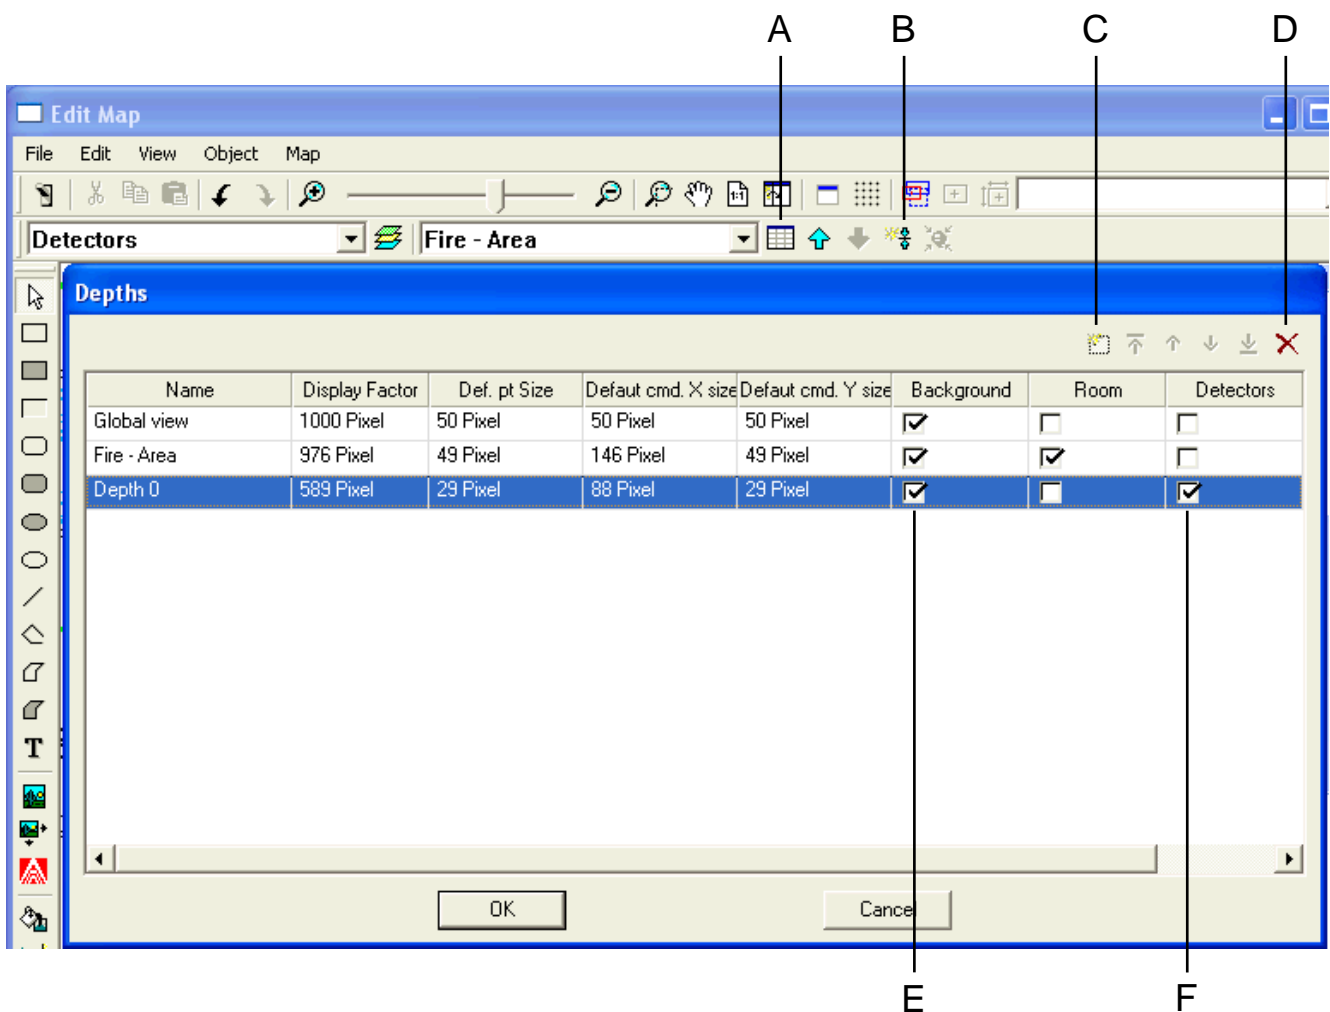 A B C D
Edit Map
File Edit View Object Map
1:1
Detectors Fire - Area
Depths
Name Display Factor Def. pt Size Defaut cmd. X size Defaut cmd. Y size Background Room Detectors
Global view 1000 Pixel 50 Pixel 50 Pixel 50 Pixel
Fire - Area 976 Pixel 49 Pixel 146 Pixel 49 Pixel
Depth 0 589 Pixel 29 Pixel 88 Pixel 29 Pixel
T
OK Cancel
E F